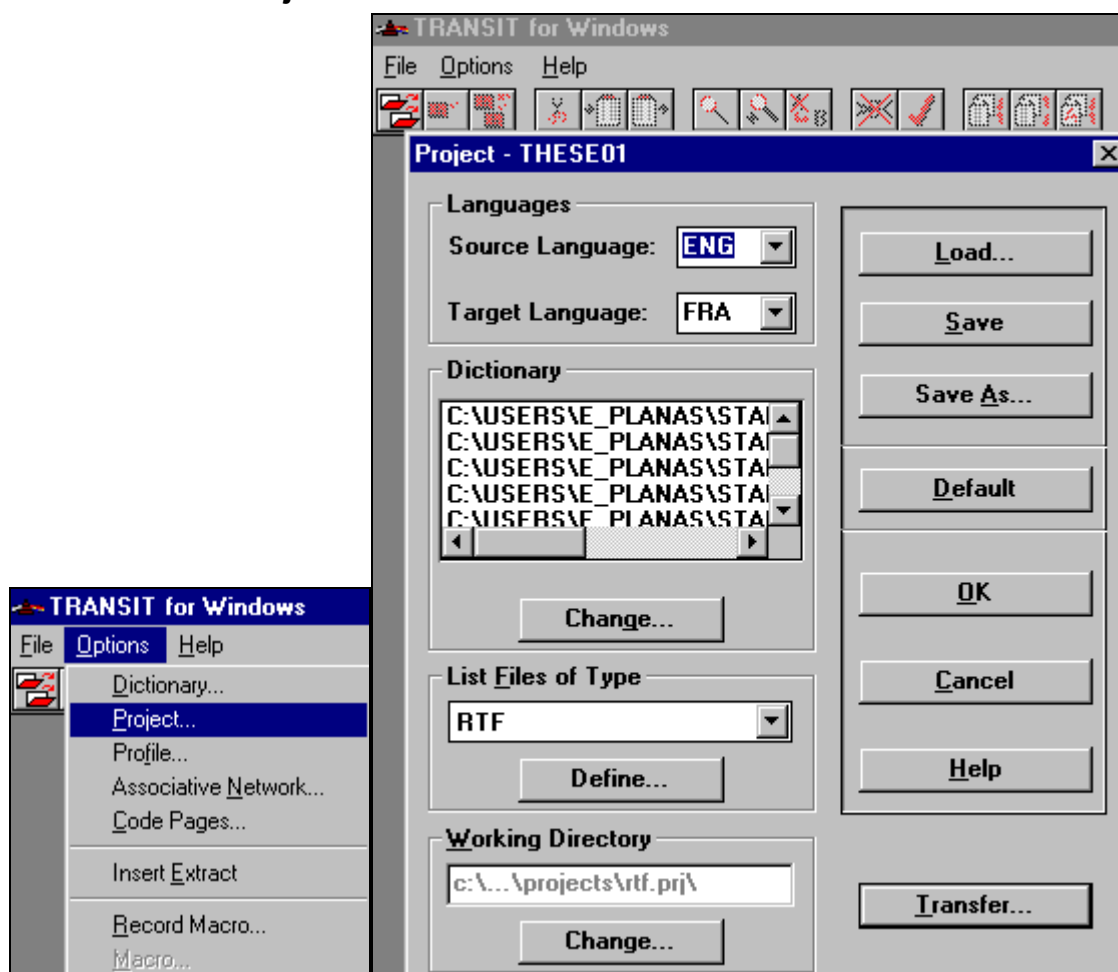 TRANSIT for Windows
File Options Help
Project - THESE01
Languages
Source Language: ENG
Target Language: FRA
Dictionary
C:\USERS\E_PLANAS\STA
C:\USERS\E_PLANAS\STA
C:\USERS\E_PLANAS\STA
C:\USERS\E_PLANAS\STA
C:\USERS\E_PLANAS\STA
Change...
List Files of Type
RTF
Define...
Working Directory
c:\...\projects\rtf.prj\
Change...
Load...
Save
Save As...
Default
OK
Cancel
Help
Transfer...
TRANSIT for Windows
File Options Help
Dictionary...
Project...
Profile...
Associative Network...
Code Pages...
Insert Extract
Record Macro...
Macro...